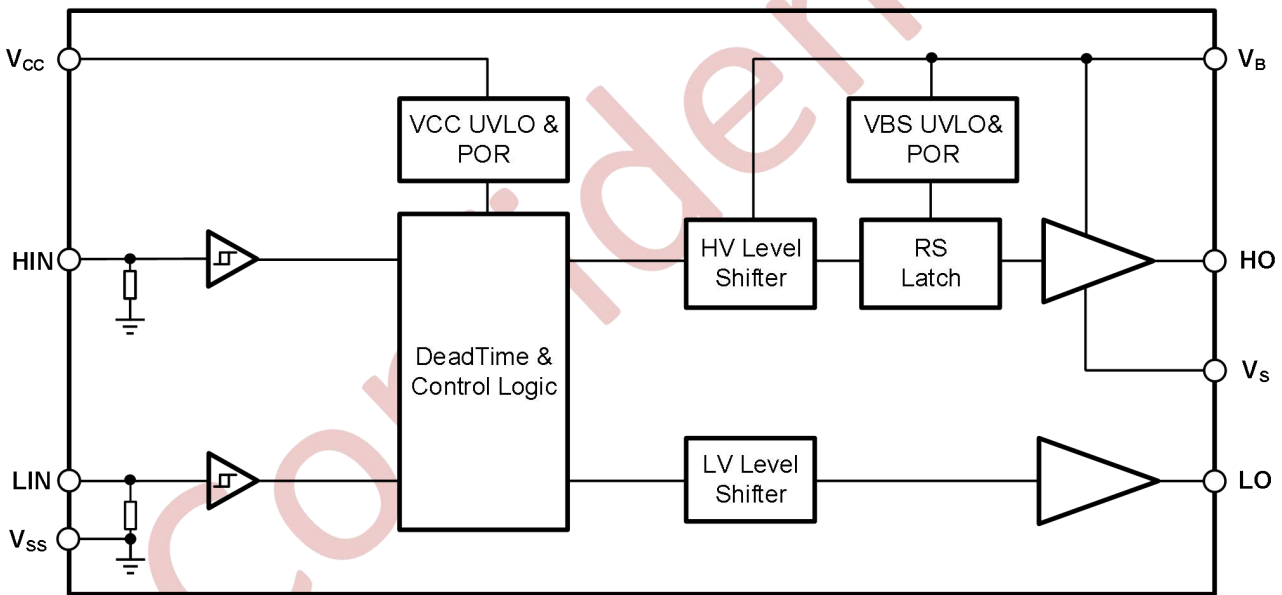 VCC
VB
VCC UVLO &
POR
VBS UVLO&
POR
HIN
HV Level
Shifter
RS
Latch
HO
DeadTime &
Control Logic
VS
LIN
LV Level
Shifter
LO
VSS